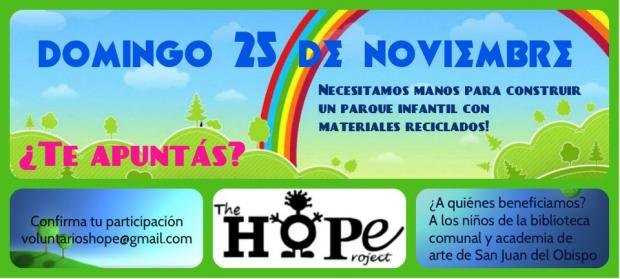 DOMINGO 25 DE NOVIEMBRE
NECESITAMOS MANOS PARA CONSTRUIR
UN PARQUE INFANTIL CON
MATERIALES RECICLADOS!
¿TE APUNTÁS?
Confirma tu participación
voluntarioshope@gmail.com
The
HOPe
roject
¿A quiénes beneficiamos?
A los niños de la biblioteca
comunal y academia de
arte de San Juan del Obispo